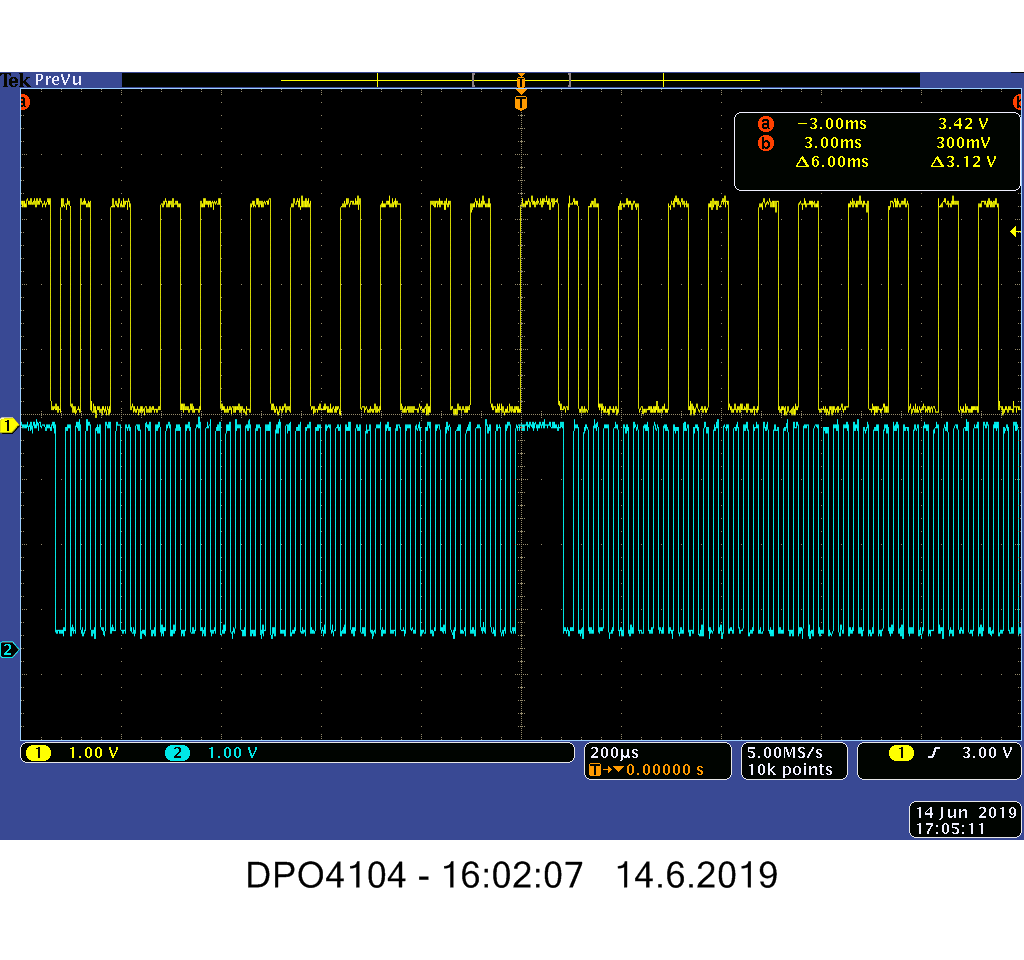 Tek PreVu
T
a T b
a −3.00ms 3.42 V
b 3.00ms 300mV
Δ6.00ms Δ3.12 V
1
2
1 1.00 V 2 1.00 V
200µs
T→▼0.00000 s
5.00MS/s
10k points
1 ʃ 3.00 V
14 Jun 2019
17:05:11
DPO4104 - 16:02:07 14.6.2019